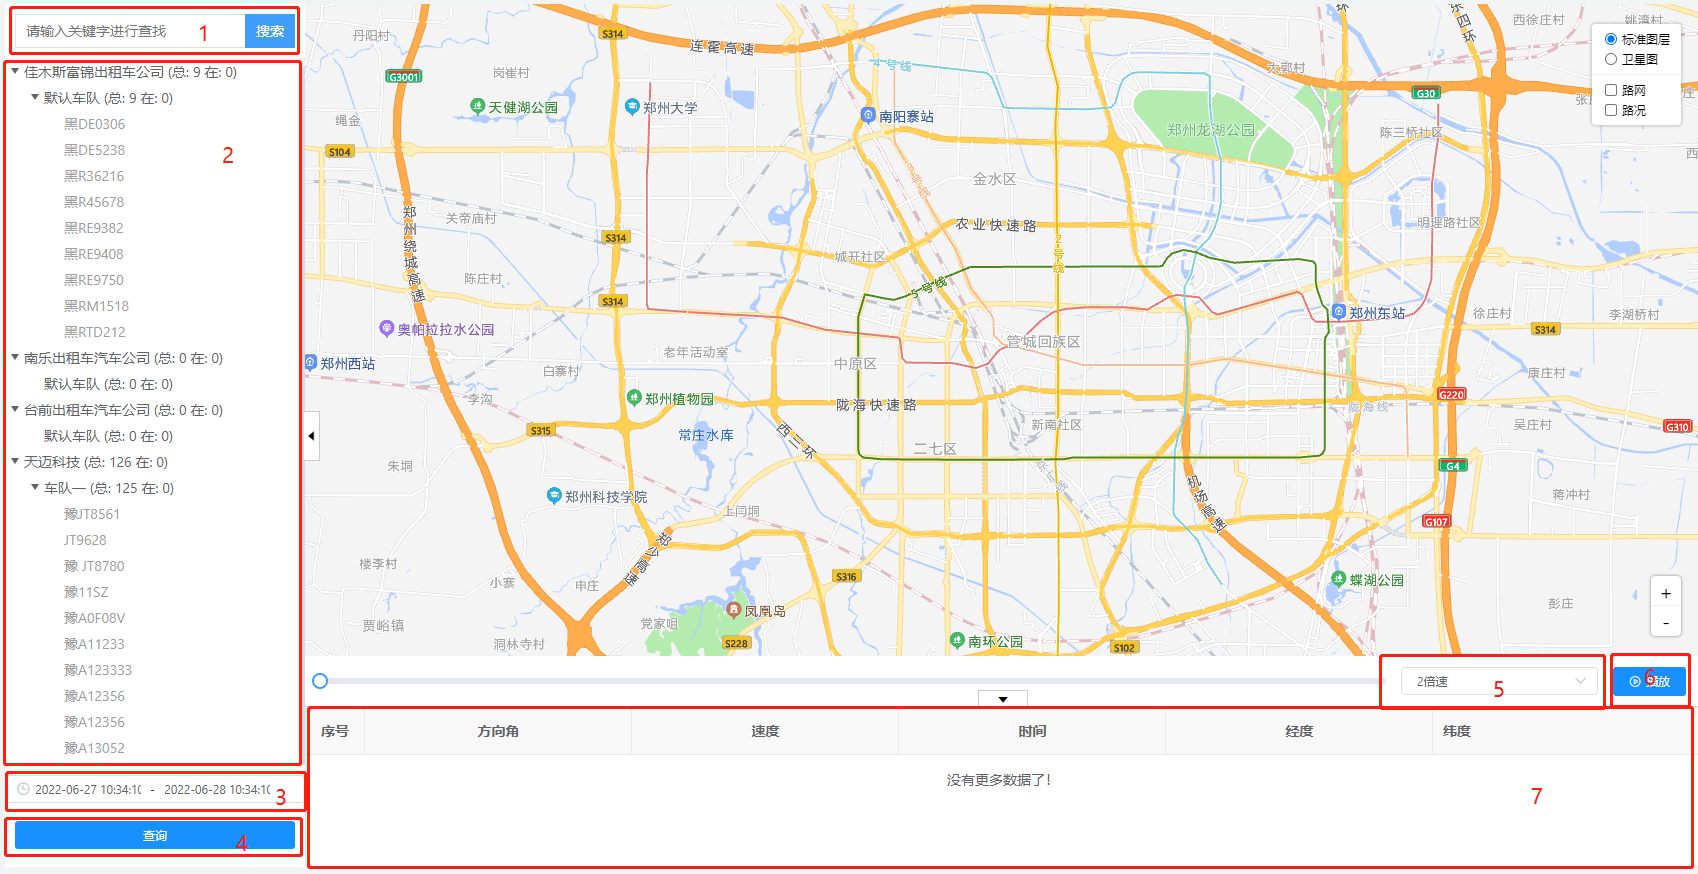 请输入关键字进行查找
1
搜索
佳木斯富锦出租车公司 (总: 9 在: 0)
默认车队 (总: 9 在: 0)
黑DE0306
黑DE5238
2
黑R36216
黑R45678
黑RE9382
黑RE9408
黑RE9750
黑RM1518
黑RTD212
南乐出租车汽车公司 (总: 0 在: 0)
默认车队 (总: 0 在: 0)
台前出租车汽车公司 (总: 0 在: 0)
默认车队 (总: 0 在: 0)
天迈科技 (总: 126 在: 0)
车队一 (总: 125 在: 0)
豫JT8561
JT9628
豫 JT8780
豫11SZ
豫A0F08V
豫A11233
豫A123333
豫A12356
豫A12356
豫A13052
2022-06-27 10:34:10 - 2022-06-28 10:34:10
3
查询
4
丹阳村
S314
连霍高速
4号线
环
东四环
西徐庄村
姚湾村
标准图层
卫星图
路网
路况
G3001
岗崔村
大郭村
G30
天健湖公园
郑州大学
南阳寨站
绳金
郑州龙湖公园
陈三桥社区
S104
西
金水区
郑州绕城高速
关帝庙村
农业快速路
明理路社区
S314
2号线
城开社区
陈庄村
5号线
S314
奥帕拉拉水公园
郑州东站
徐庄村
李湖桥村
S314
管城回族区
老年活动室
郑州西站
白寨村
中原区
康庄村
李沟
郑州植物园
陇海快速路
陇海线
G220
S315
常庄水库
西三环
新南社区
吴庄村
G310
二七区
朱垌
G4
郑州科技学院
机场高速
蒋冲村
上闫垌
G107
郑少高速
楼李村
小寨
申庄
S316
蝶湖公园
+
-
彭庄
贾峪镇
党家咀
凤凰岛
洞林寺村
S228
南环公园
S102
2倍速
5
6
放
序号
方向角
速度
时间
经度
纬度
没有更多数据了!
7